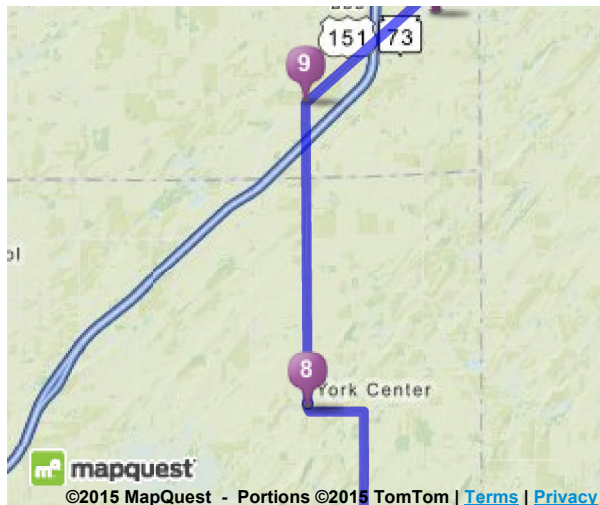 151 73
9
ol
8
York Center
mapquest
©2015 MapQuest - Portions ©2015 TomTom | Terms | Privacy